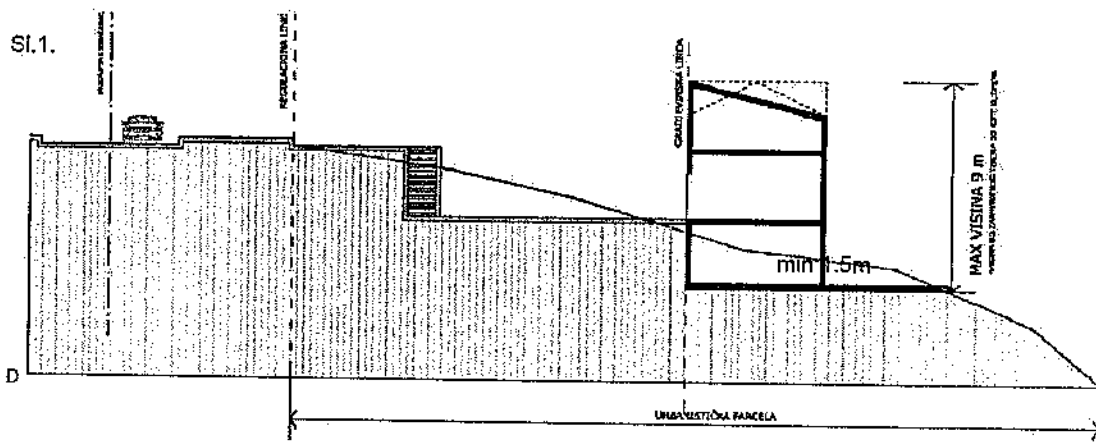 Sl.1.
REGULACIONA LINIJA
GRAĐEVINSKA LINIJA
MAX VISINA 9 m
min 1.5m
D
URBANISTIČKA PARCELA